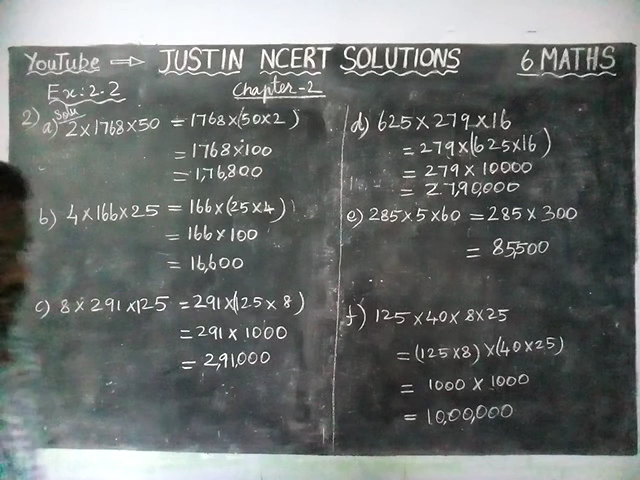 YouTube → JUSTIN NCERT SOLUTIONS 6 MATHS
Ex: 2.2 Chapter-2
2) Solu
a) 2×1768×50 = 1768×(50×2)
= 1768×100
= 1,76,800
b) 4×166×25 = 166×(25×4)
= 166×100
= 16,600
c) 8×291×125 = 291×(125×8)
= 291×1000
= 2,91,000
d) 625×279×16
= 279×(625×16)
= 279×10000
= 27,90,000
e) 285×5×60 = 285×300
= 85,500
f) 125×40×8×25
= (125×8)×(40×25)
= 1000×1000
= 10,00,000